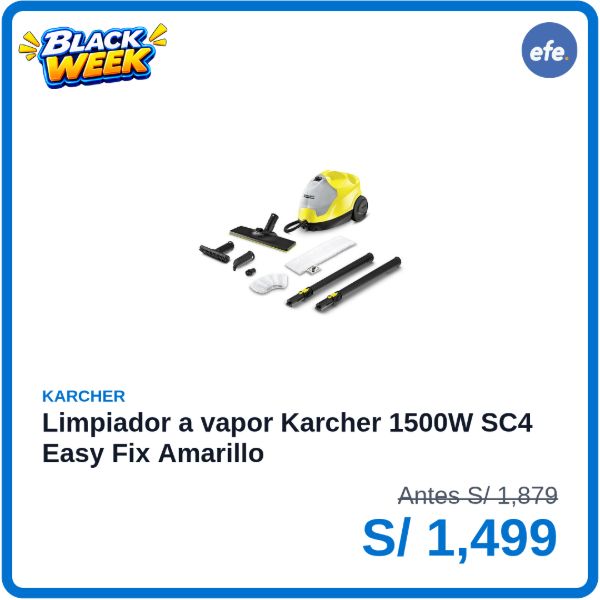 BLACK
WEEK
efe.
KARCHER
Limpiador a vapor Karcher 1500W SC4
Easy Fix Amarillo
Antes S/ 1,879
S/ 1,499